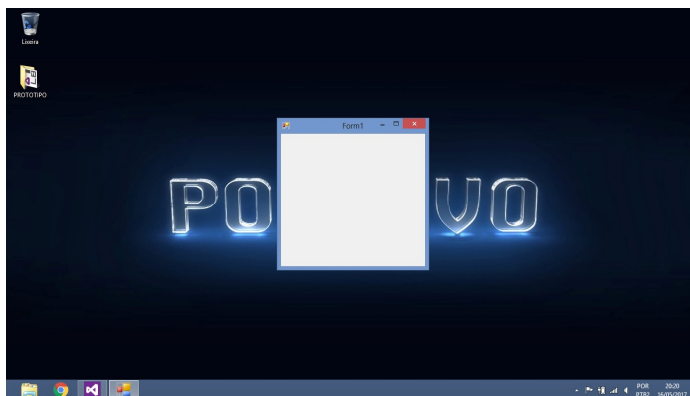 Lixeira
PROTOTIPO
Form1
PO
VO
POR
PTB2
20:20
16/05/2017